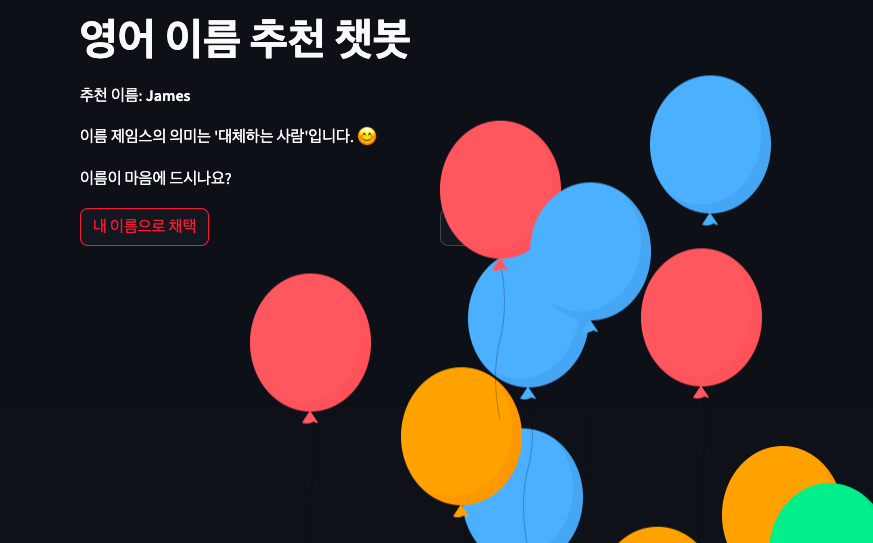 영어 이름 추천 챗봇
추천 이름: James
이름 제임스의 의미는 '대체하는 사람'입니다. 😊
이름이 마음에 드시나요?
내 이름으로 채택